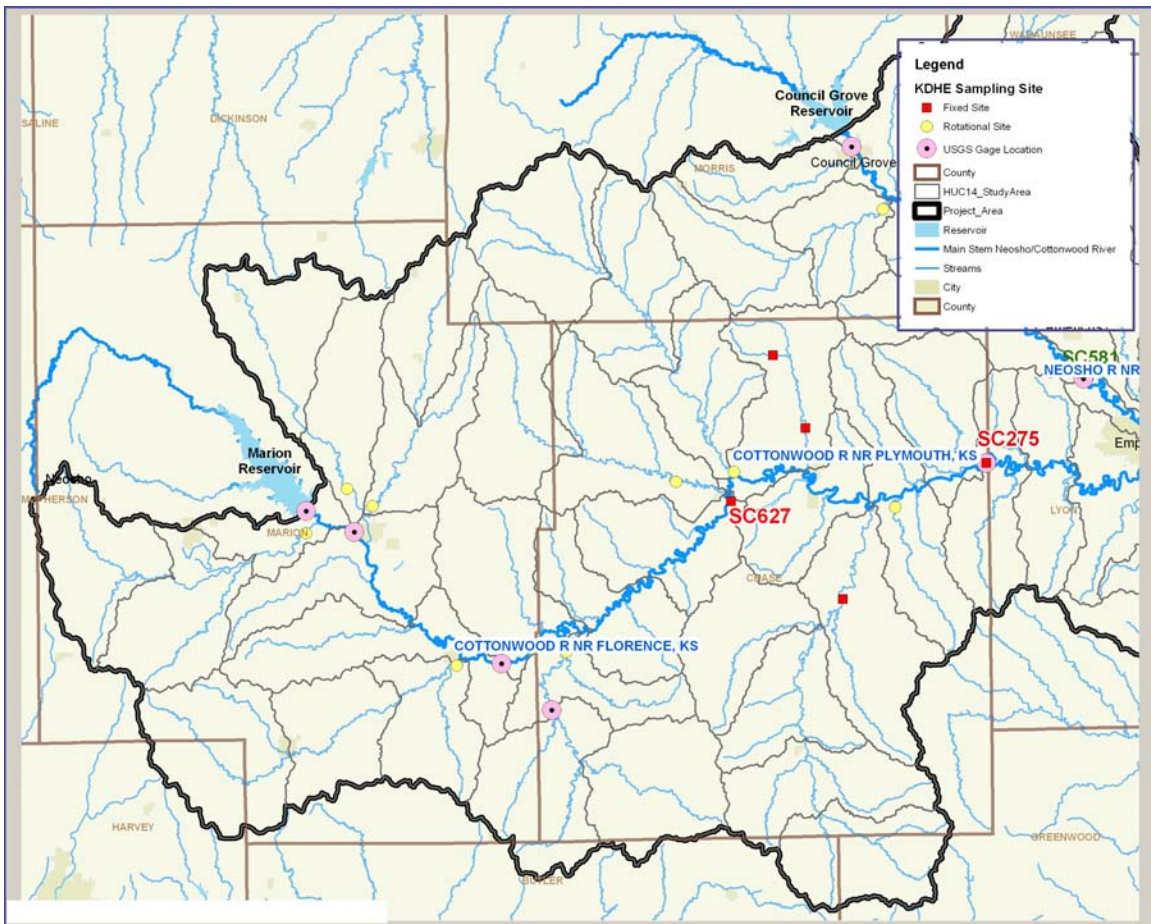 WABAUNSEE
Legend
KDHE Sampling Site
Fixed Site
Rotational Site
USGS Gage Location
County
HUC14_StudyArea
Project_Area
Reservoir
Main Stem Neosho/Cottonwood River
Streams
City
County
Council Grove
Reservoir
SALINE
DICKINSON
Council Grove
MORRIS
SC581
NEOSHO R NR
Emp
SC275
COTTONWOOD R NR PLYMOUTH, KS
Marion
Reservoir
Neosho
MCPHERSON
MARION
SC627
LYON
CHASE
COTTONWOOD R NR FLORENCE, KS
HARVEY
GREENWOOD
BUTLER